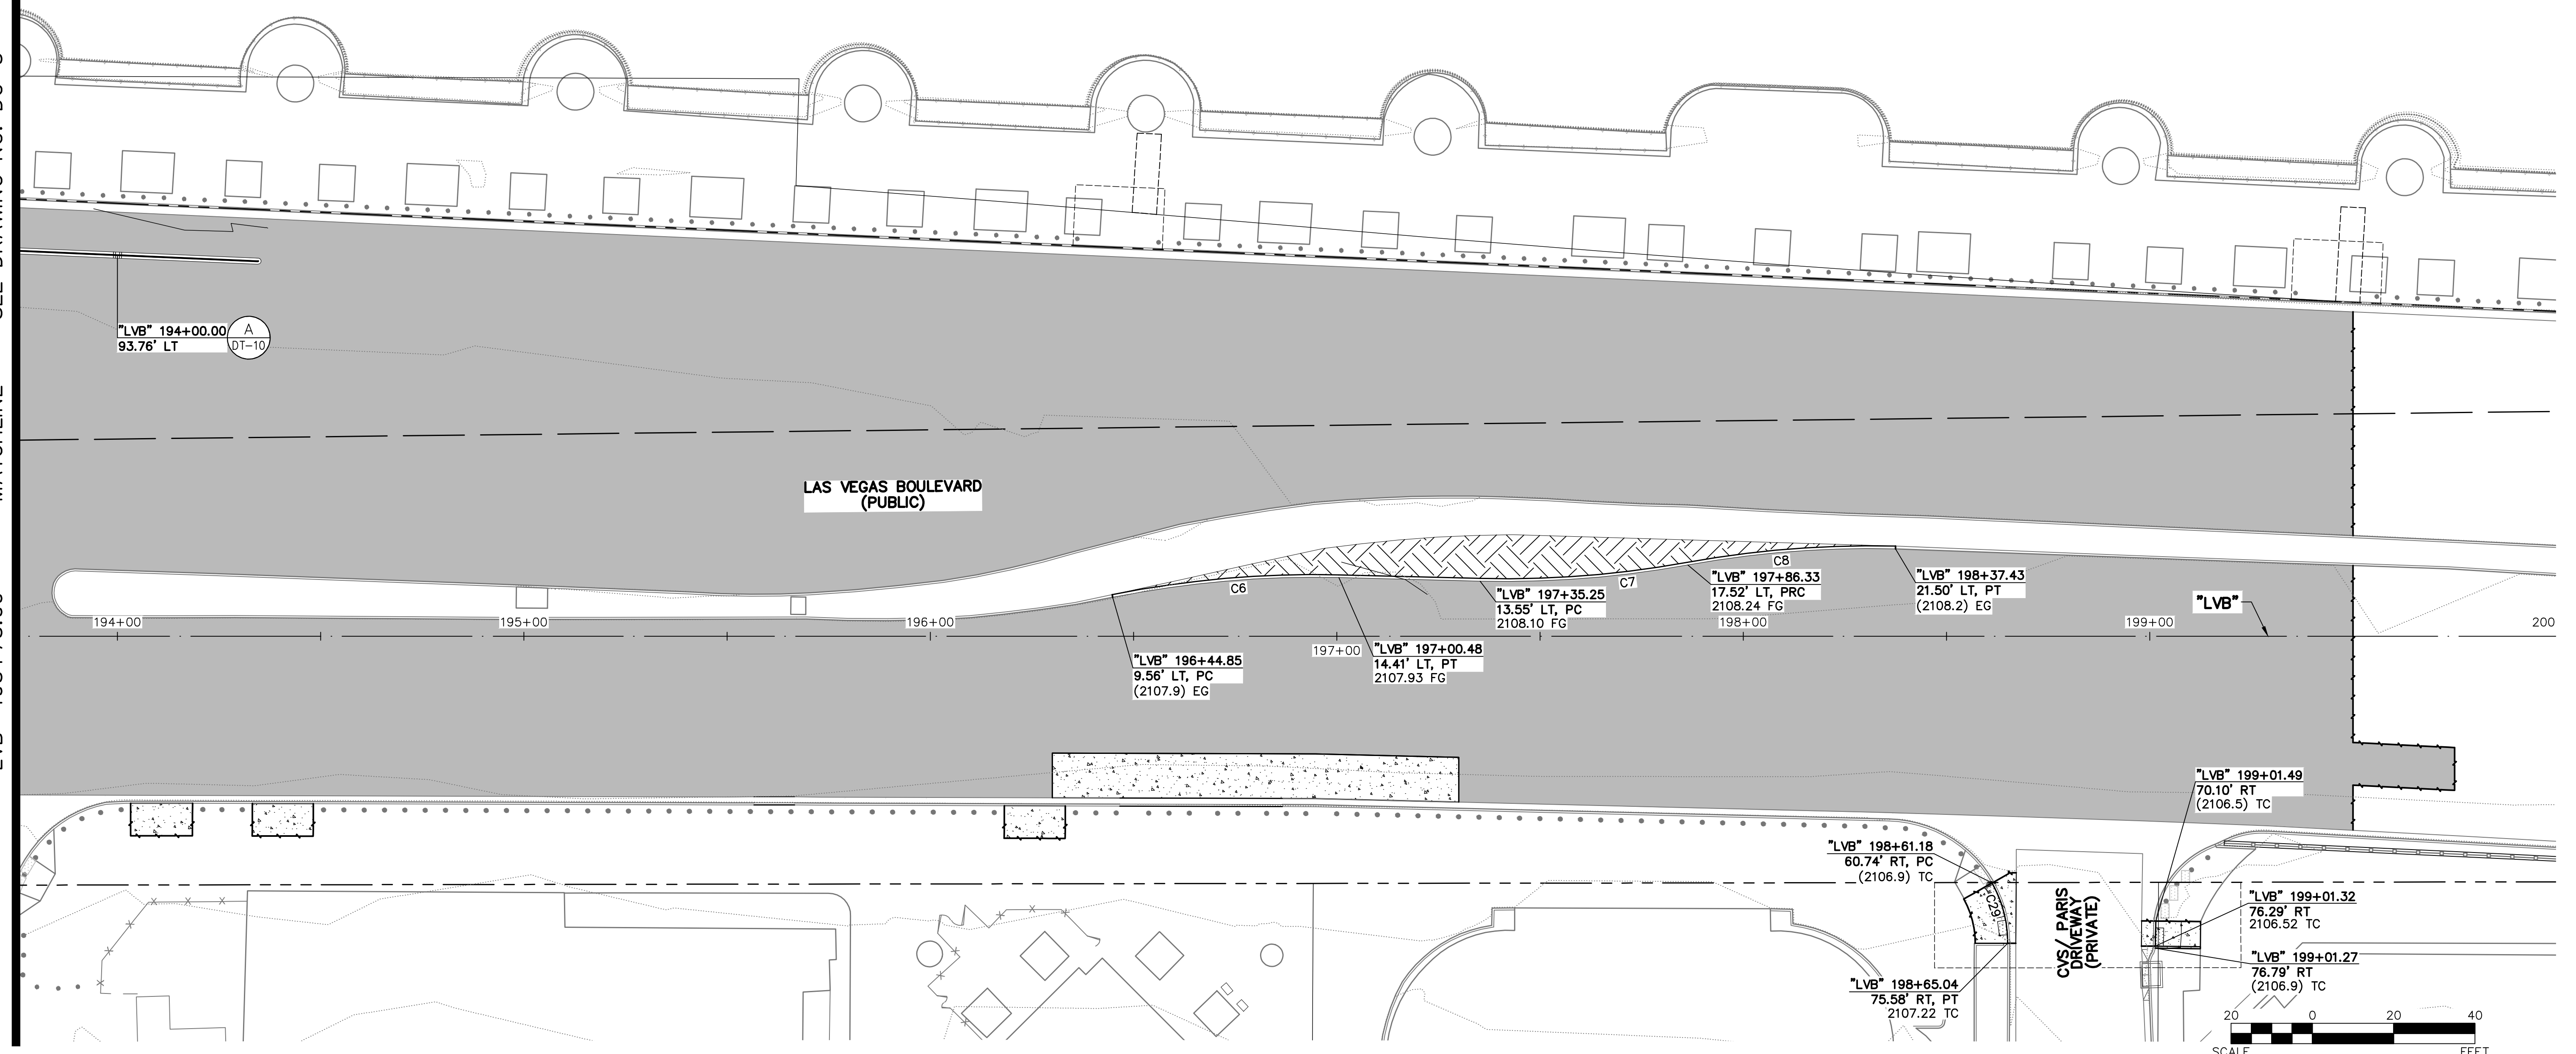 "LVB" 194+00.00
93.76' LT
A
DT-10
LAS VEGAS BOULEVARD
(PUBLIC)
194+00
195+00
196+00
197+00
198+00
199+00
200
"LVB"
C6
C7
C8
"LVB" 196+44.85
9.56' LT, PC
(2107.9) EG
"LVB" 197+00.48
14.41' LT, PT
2107.93 FG
"LVB" 197+35.25
13.55' LT, PC
2108.10 FG
"LVB" 197+86.33
17.52' LT, PRC
2108.24 FG
"LVB" 198+37.43
21.50' LT, PT
(2108.2) EG
"LVB" 199+01.49
70.10' RT
(2106.5) TC
"LVB" 198+61.18
60.74' RT, PC
(2106.9) TC
C29
CVS/ PARIS
DRIVEWAY
(PRIVATE)
"LVB" 199+01.32
76.29' RT
2106.52 TC
"LVB" 199+01.27
76.79' RT
(2106.9) TC
"LVB" 198+65.04
75.58' RT, PT
2107.22 TC
20 0 20 40
SCALE FEET